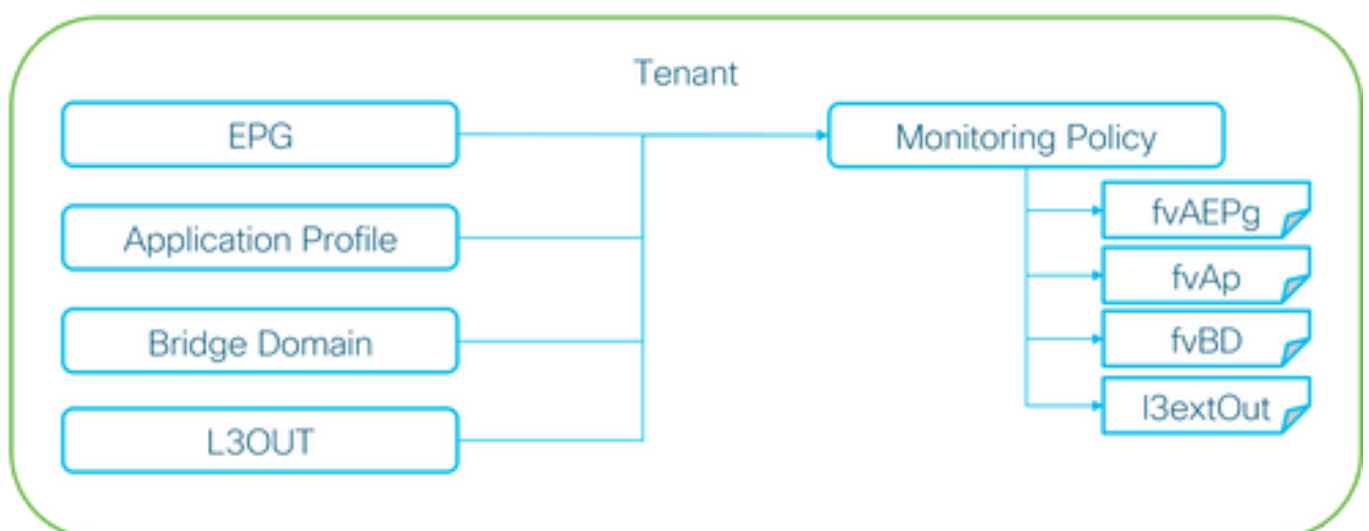 Tenant
EPG
Monitoring Policy
fvAEPg
Application Profile
fvAp
Bridge Domain
fvBD
L3OUT
l3extOut